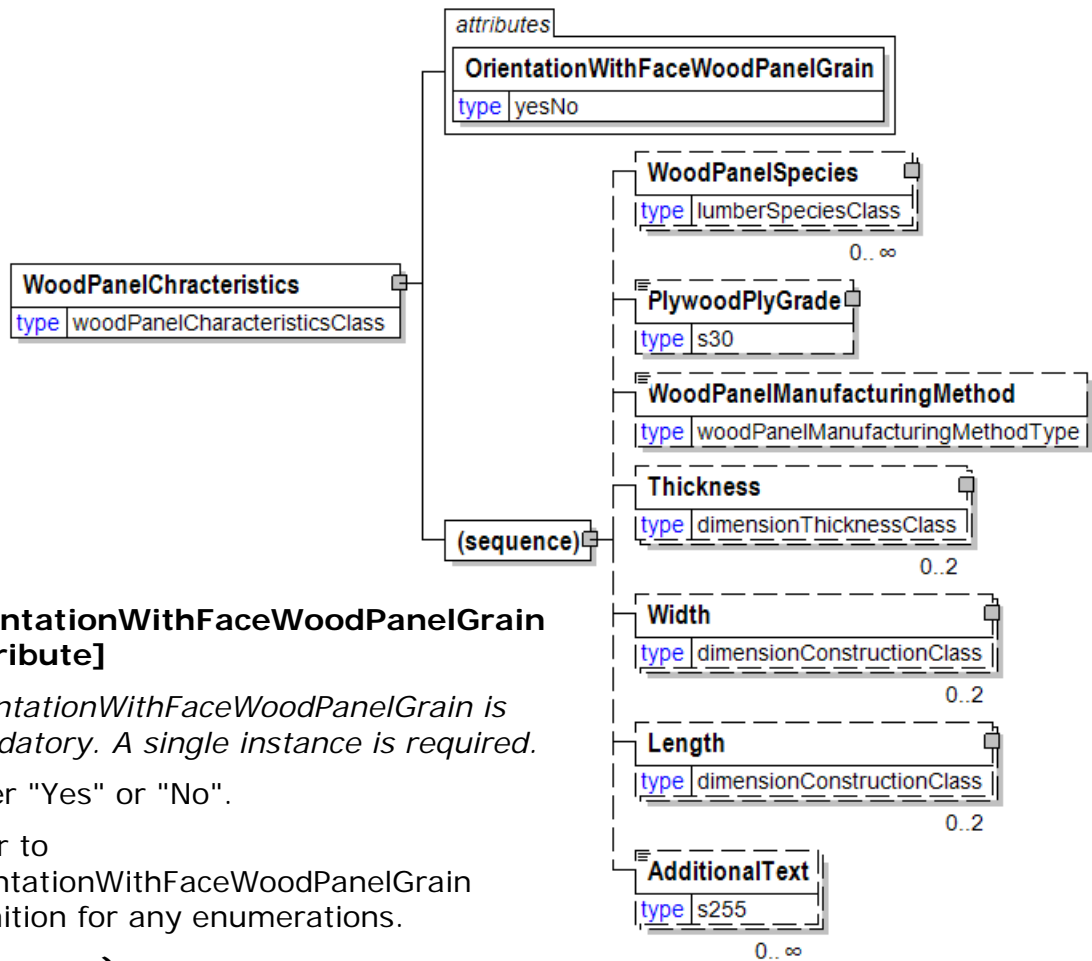 attributes
OrientationWithFaceWoodPanelGrain
type yesNo
WoodPanelSpecies
type lumberSpeciesClass
0.. ∞
WoodPanelChracteristics
type woodPanelCharacteristicsClass
PlywoodPlyGrade
type s30
WoodPanelManufacturingMethod
type woodPanelManufacturingMethodType
Thickness
type dimensionThicknessClass
0..2
(sequence)
Width
type dimensionConstructionClass
0..2
Length
type dimensionConstructionClass
0..2
AdditionalText
type s255
0.. ∞
ntationWithFaceWoodPanelGrain
ribute]
ntationWithFaceWoodPanelGrain is
datory. A single instance is required.
er "Yes" or "No".
r to
ntationWithFaceWoodPanelGrain
nition for any enumerations.